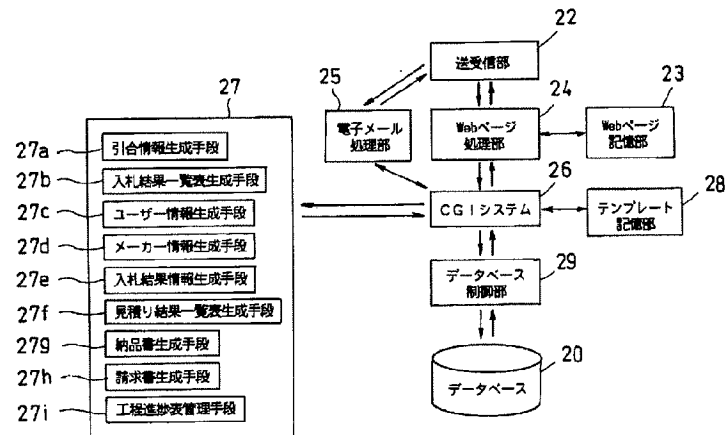 22
送受信部
25
電子メール
処理部
24
Webページ
処理部
23
Webページ
記憶部
27
27a 引合情報生成手段
27b 入札結果一覧表生成手段
27c ユーザー情報生成手段
27d メーカー情報生成手段
27e 入札結果情報生成手段
27f 見積り結果一覧表生成手段
27g 納品書生成手段
27h 請求書生成手段
27i 工程進捗表管理手段
26
CGIシステム
28
テンプレート
記憶部
29
データベース
制御部
20
データベース